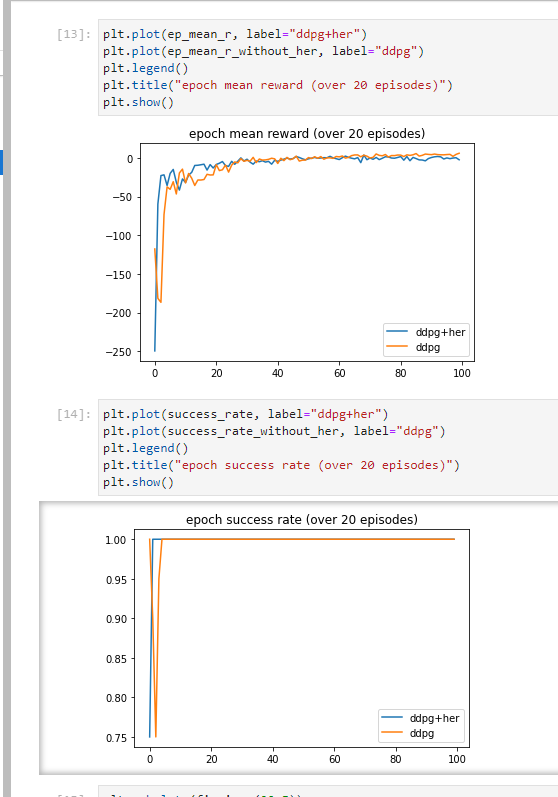 [13]: plt.plot(ep_mean_r, label="ddpg+her")
plt.plot(ep_mean_r_without_her, label="ddpg")
plt.legend()
plt.title("epoch mean reward (over 20 episodes)")
plt.show()
epoch mean reward (over 20 episodes)
0
−50
−100
−150
−200
−250
ddpg+her
ddpg
0 20 40 60 80 100
[14]: plt.plot(success_rate, label="ddpg+her")
plt.plot(success_rate_without_her, label="ddpg")
plt.legend()
plt.title("epoch success rate (over 20 episodes)")
plt.show()
epoch success rate (over 20 episodes)
1.00
0.95
0.90
0.85
0.80
0.75
ddpg+her
ddpg
0 20 40 60 80 100